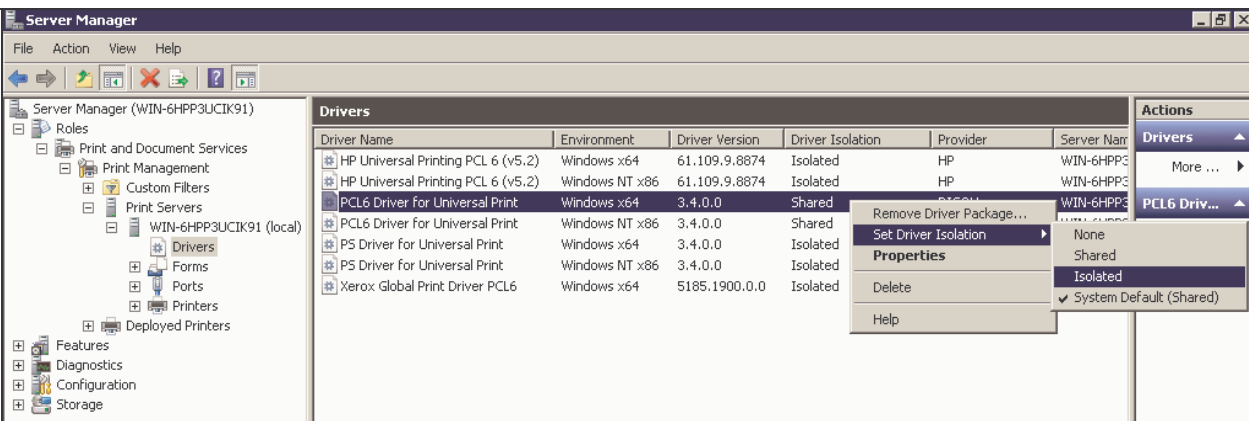 Server Manager
File Action View Help
Server Manager (WIN-6HPP3UCIK91)
Roles
Print and Document Services
Print Management
Custom Filters
Print Servers
WIN-6HPP3UCIK91 (local)
Drivers
Forms
Ports
Printers
Deployed Printers
Features
Diagnostics
Configuration
Storage
Drivers
Driver Name Environment Driver Version Driver Isolation Provider Server Nam
HP Universal Printing PCL 6 (v5.2) Windows x64 61.109.9.8874 Isolated HP WIN-6HPP3
HP Universal Printing PCL 6 (v5.2) Windows NT x86 61.109.9.8874 Isolated HP WIN-6HPP3
PCL6 Driver for Universal Print Windows x64 3.4.0.0 Shared WIN-6HPP3
PCL6 Driver for Universal Print Windows NT x86 3.4.0.0 Shared
PS Driver for Universal Print Windows x64 3.4.0.0 Isolated
PS Driver for Universal Print Windows NT x86 3.4.0.0 Isolated
Xerox Global Print Driver PCL6 Windows x64 5185.1900.0.0 Isolated
Remove Driver Package...
Set Driver Isolation
Properties
Delete
Help
None
Shared
Isolated
System Default (Shared)
Actions
Drivers
More ...
PCL6 Driv...